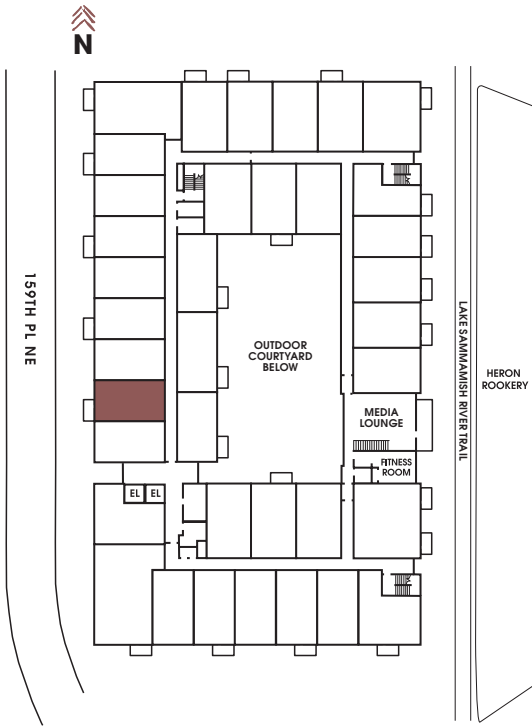 N
159TH PL NE
OUTDOOR
COURTYARD
BELOW
LAKE SAMMAMISH RIVER TRAIL
HERON
ROOKERY
MEDIA
LOUNGE
FITNESS
ROOM
EL EL